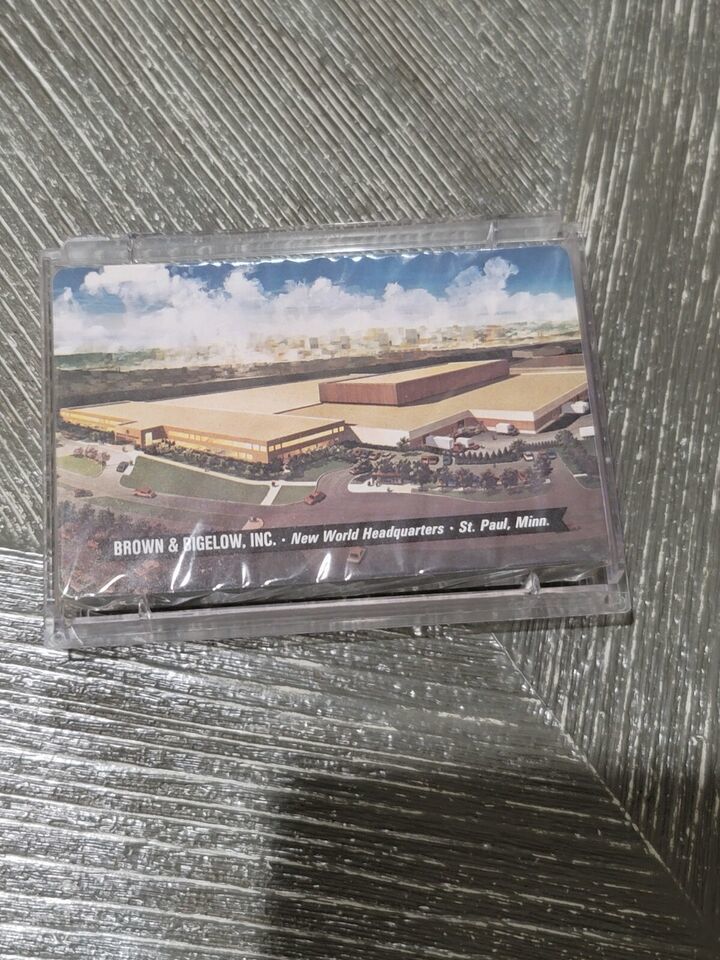 BROWN & BIGELOW, INC. · New World Headquarters · St. Paul, Minn.